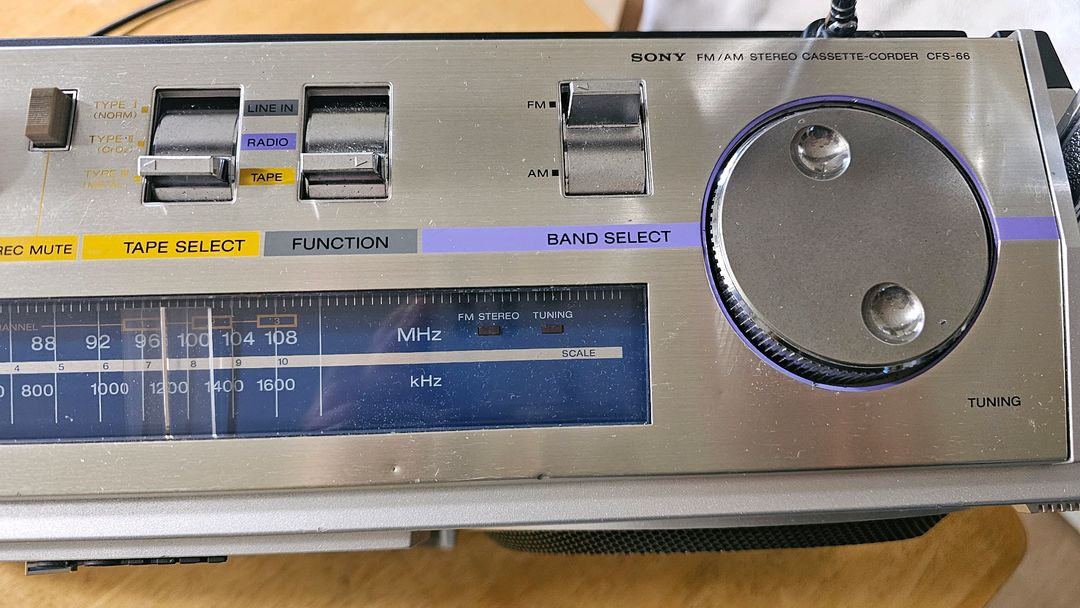 SONY FM/AM STEREO CASSETTE-CORDER CFS-66
TYPE I
(NORM)
TYPE II
TYPE III
LINE IN
RADIO
TAPE
FM
AM
REC MUTE
TAPE SELECT
FUNCTION
BAND SELECT
TUNING
3
FM STEREO TUNING
88 92 96 100 104 108 MHz
4 5 6 7 8 9 10 SCALE
800 1000 1200 1400 1600 kHz